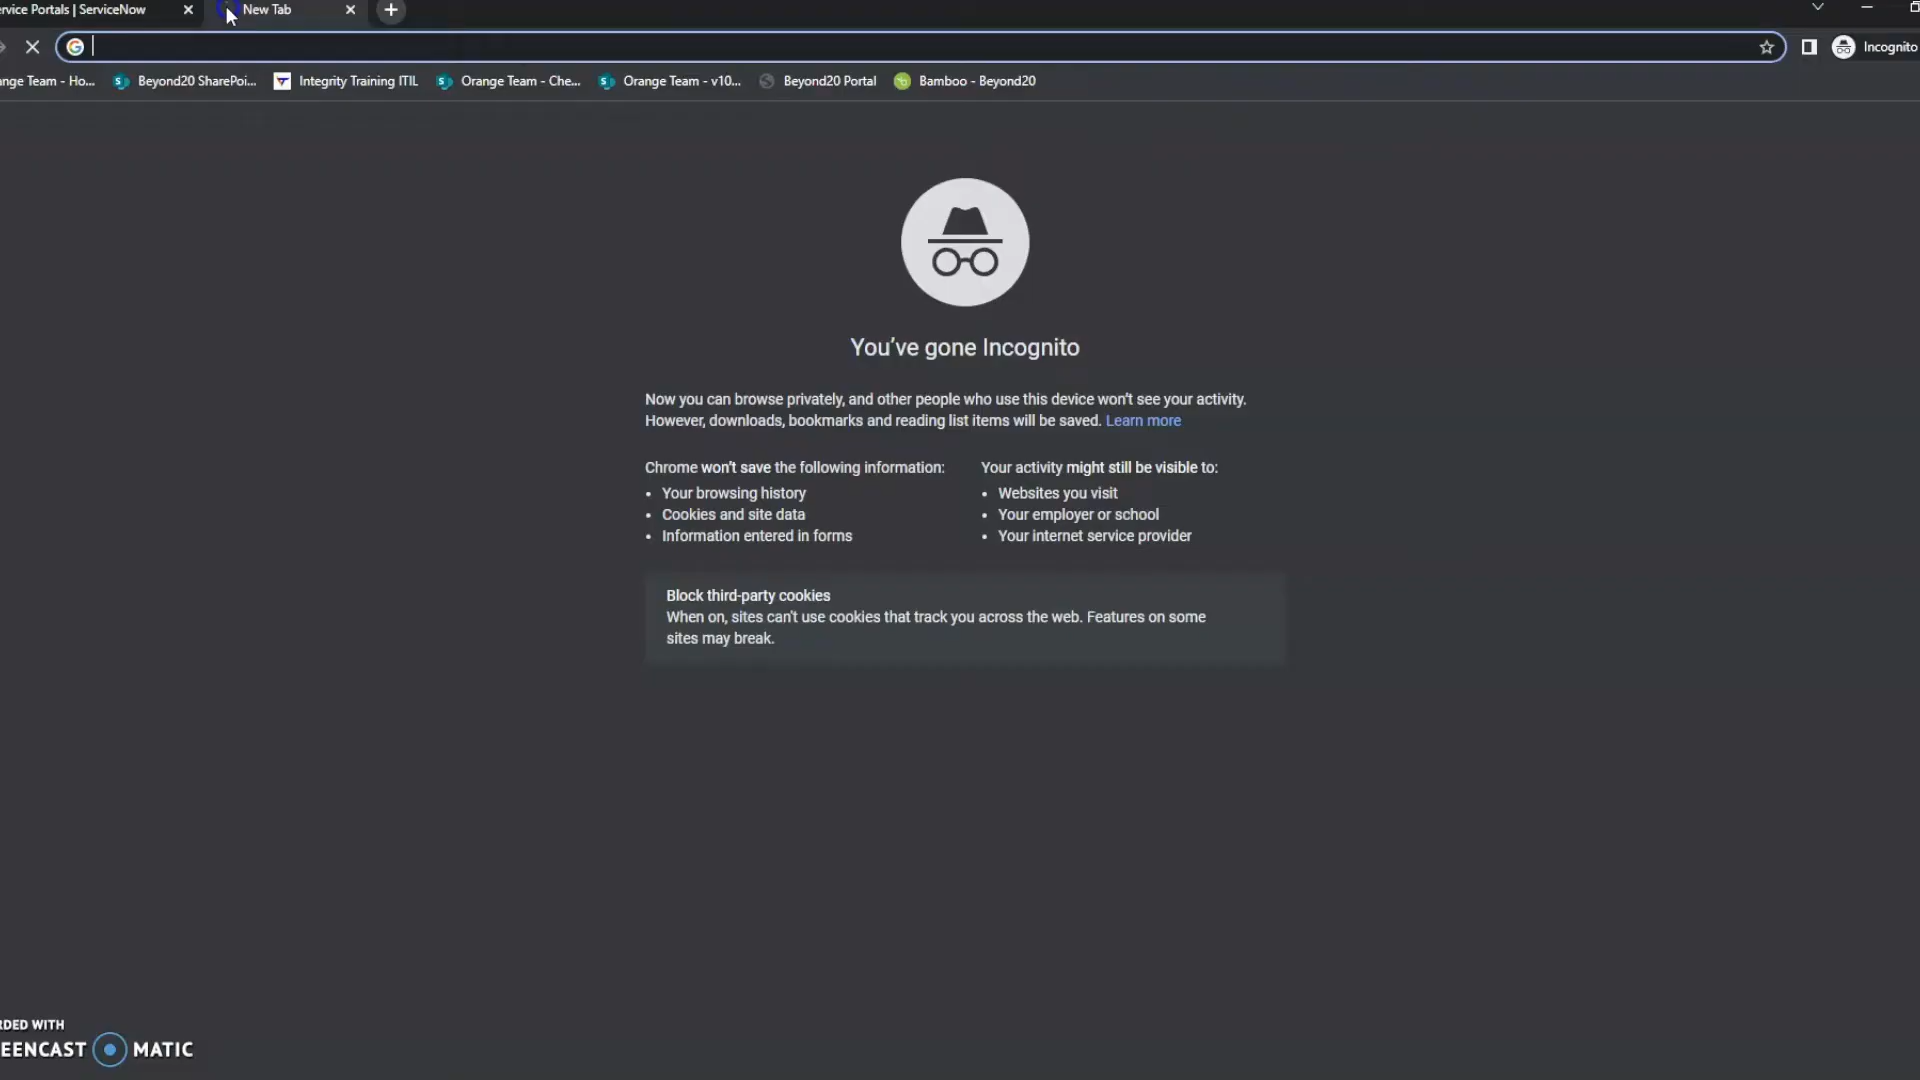 rvice Portals | ServiceNow
New Tab
Incognito
nge Team - Ho...
Beyond20 SharePoi...
Integrity Training ITIL
Orange Team - Che...
Orange Team - v10...
Beyond20 Portal
Bamboo - Beyond20
You've gone Incognito
Now you can browse privately, and other people who use this device won't see your activity.
However, downloads, bookmarks and reading list items will be saved. Learn more
Chrome won't save the following information:
• Your browsing history
• Cookies and site data
• Information entered in forms
Your activity might still be visible to:
• Websites you visit
• Your employer or school
• Your internet service provider
Block third-party cookies
When on, sites can't use cookies that track you across the web. Features on some
sites may break.
RDED WITH
EENCAST MATIC